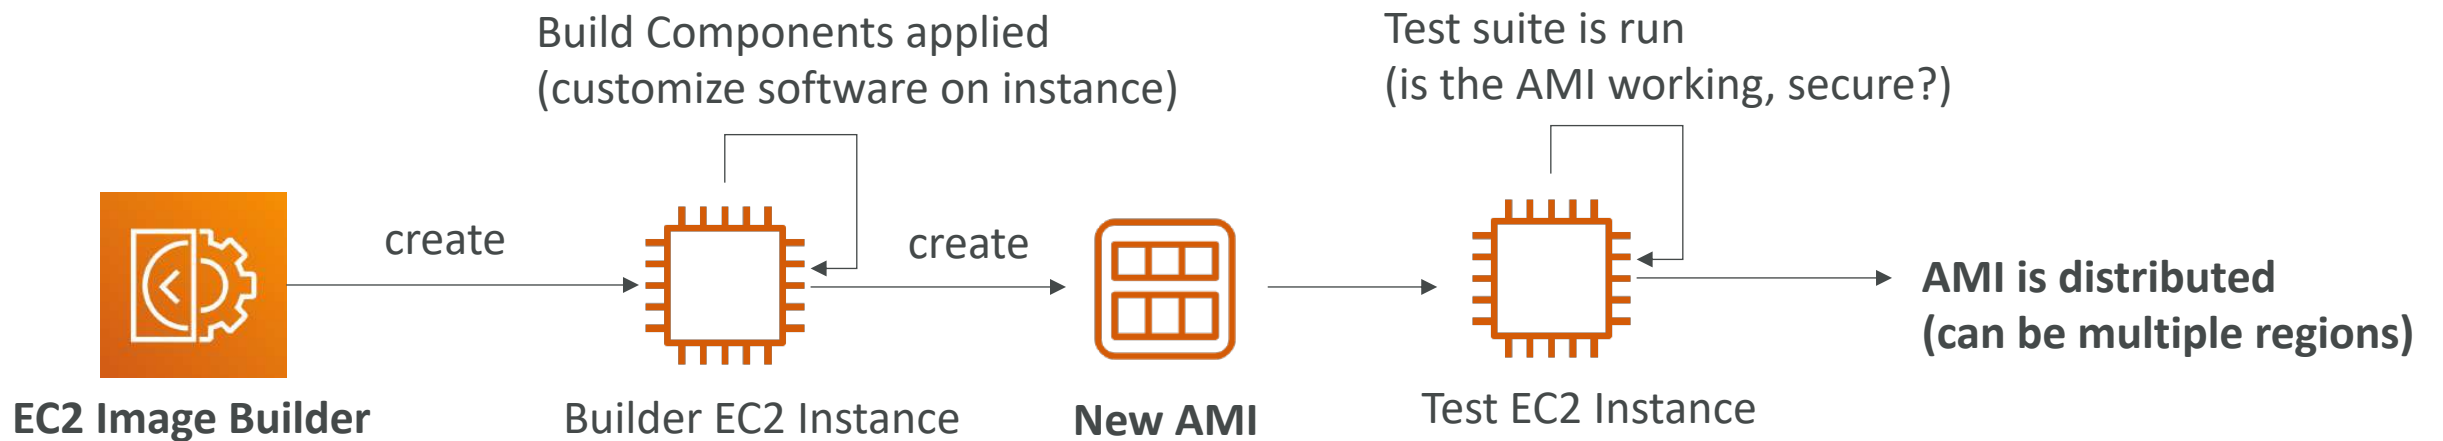 Build Components applied
(customize software on instance)
Test suite is run
(is the AMI working, secure?)
create
create
AMI is distributed
(can be multiple regions)
EC2 Image Builder
Builder EC2 Instance
New AMI
Test EC2 Instance